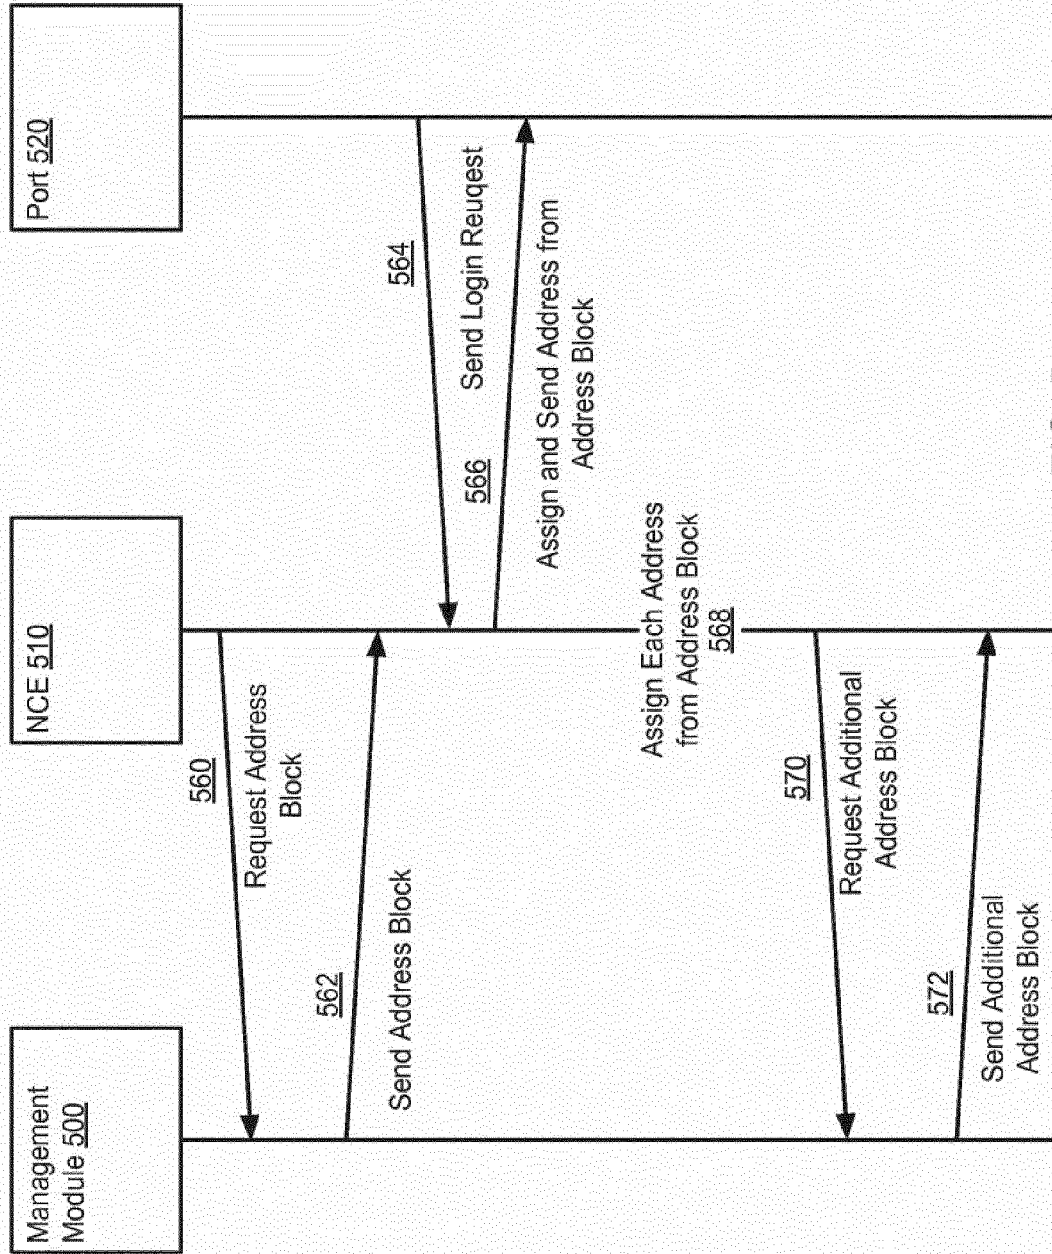 Management
Module 500
NCE 510
Port 520
560
Request Address
Block
562
Send Address Block
564
Send Login Reuqest
566
Assign and Send Address from
Address Block
Assign Each Address
from Address Block
568
570
Request Additional
Address Block
572
Send Additional
Address Block